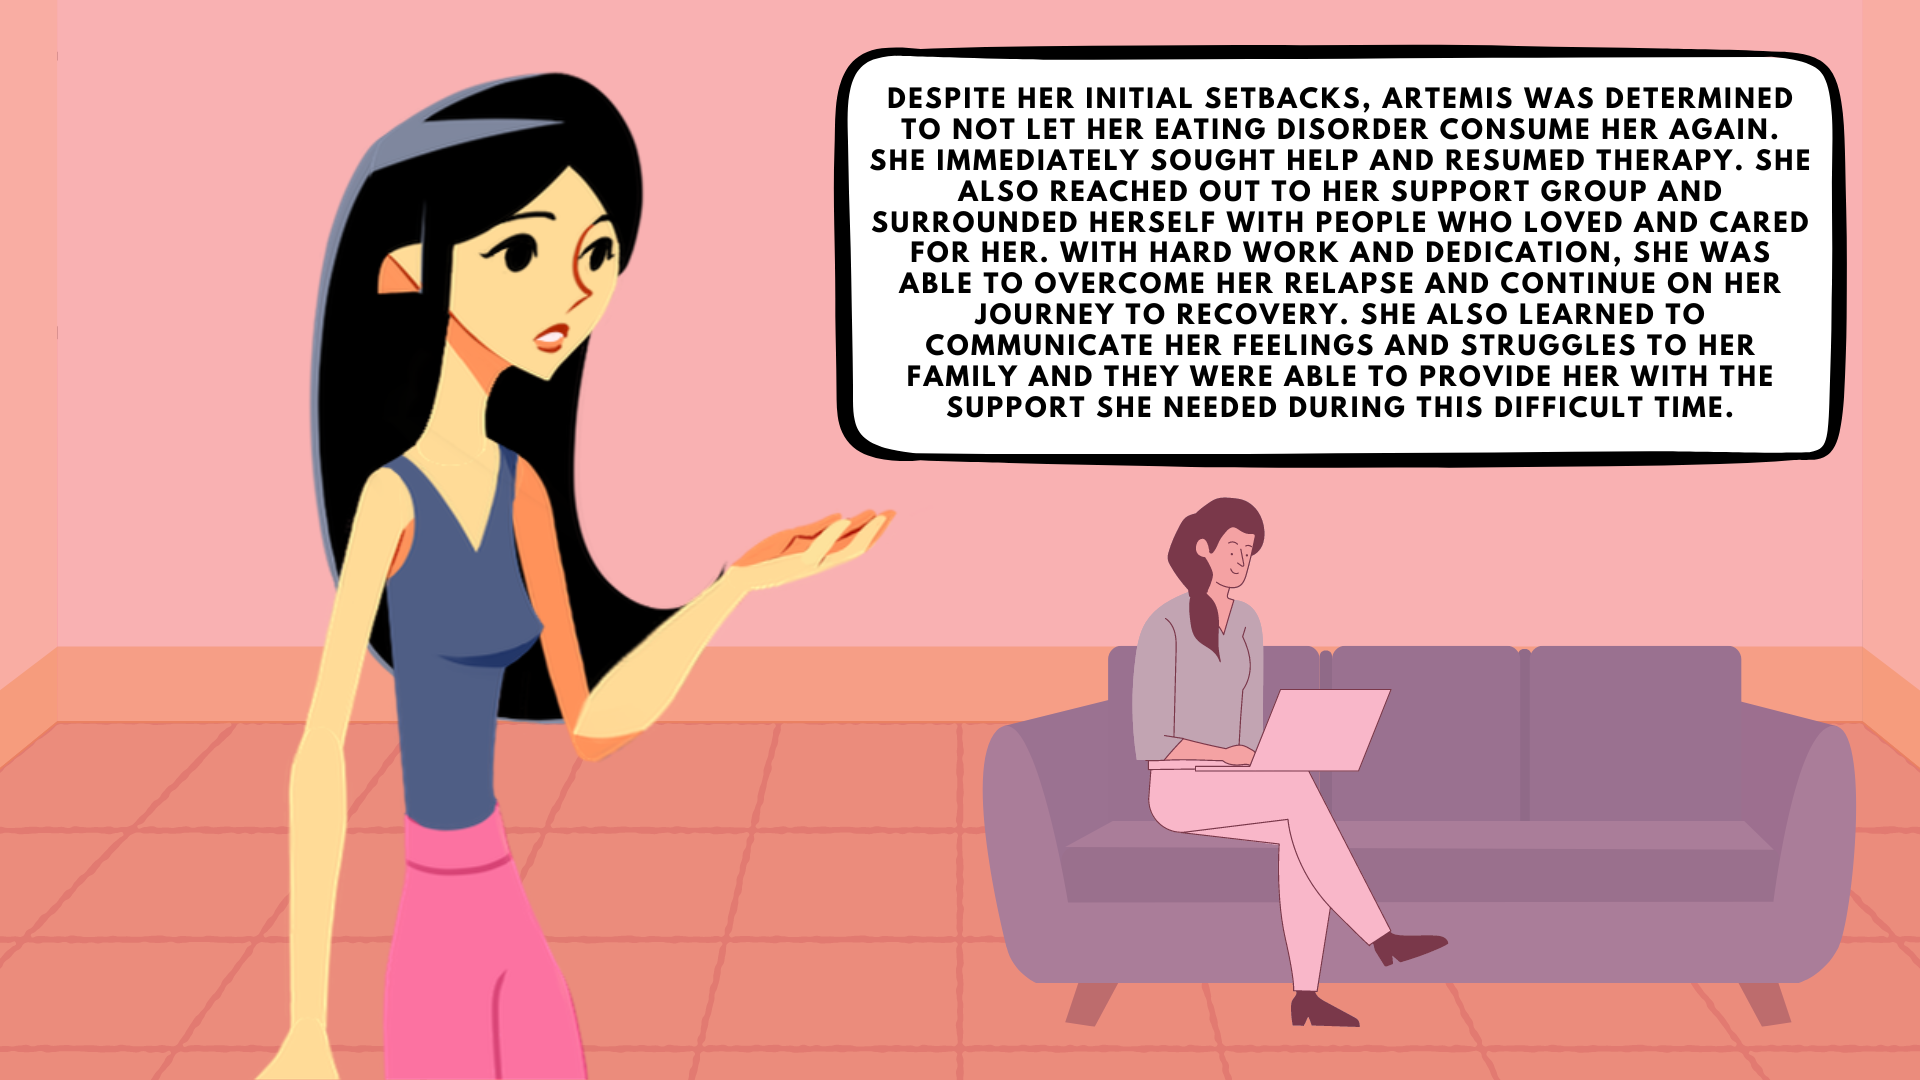 DESPITE HER INITIAL SETBACKS, ARTEMIS WAS DETERMINED
TO NOT LET HER EATING DISORDER CONSUME HER AGAIN.
SHE IMMEDIATELY SOUGHT HELP AND RESUMED THERAPY. SHE
ALSO REACHED OUT TO HER SUPPORT GROUP AND
SURROUNDED HERSELF WITH PEOPLE WHO LOVED AND CARED
FOR HER. WITH HARD WORK AND DEDICATION, SHE WAS
ABLE TO OVERCOME HER RELAPSE AND CONTINUE ON HER
JOURNEY TO RECOVERY. SHE ALSO LEARNED TO
COMMUNICATE HER FEELINGS AND STRUGGLES TO HER
FAMILY AND THEY WERE ABLE TO PROVIDE HER WITH THE
SUPPORT SHE NEEDED DURING THIS DIFFICULT TIME.